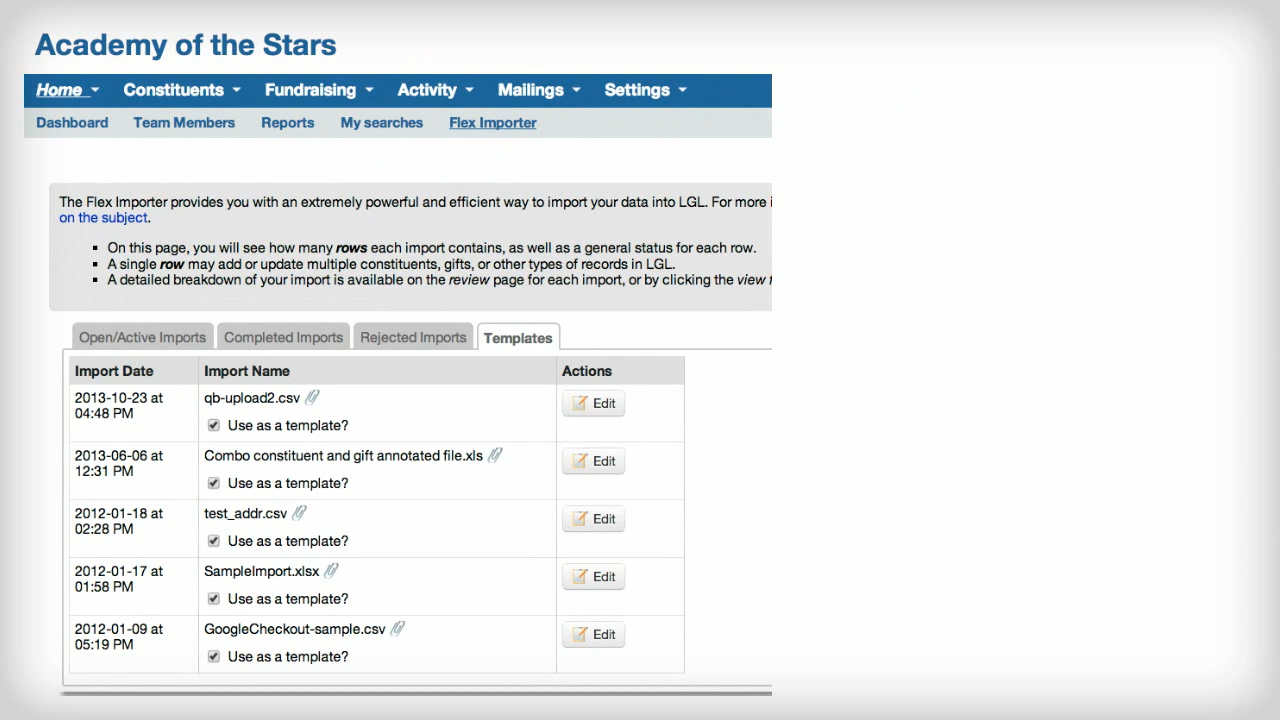 Academy of the Stars
Home Constituents Fundraising Activity Mailings Settings
Dashboard Team Members Reports My searches Flex Importer
The Flex Importer provides you with an extremely powerful and efficient way to import your data into LGL. For more
on the subject.
On this page, you will see how many rows each import contains, as well as a general status for each row.
A single row may add or update multiple constituents, gifts, or other types of records in LGL.
A detailed breakdown of your import is available on the review page for each import, or by clicking the view
Open/Active Imports Completed Imports Rejected Imports Templates
Import Date Import Name Actions
2013-10-23 at
04:48 PM
qb-upload2.csv
Use as a template?
Edit
2013-06-06 at
12:31 PM
Combo constituent and gift annotated file.xls
Use as a template?
Edit
2012-01-18 at
02:28 PM
test_addr.csv
Use as a template?
Edit
2012-01-17 at
01:58 PM
SampleImport.xlsx
Use as a template?
Edit
2012-01-09 at
05:19 PM
GoogleCheckout-sample.csv
Use as a template?
Edit